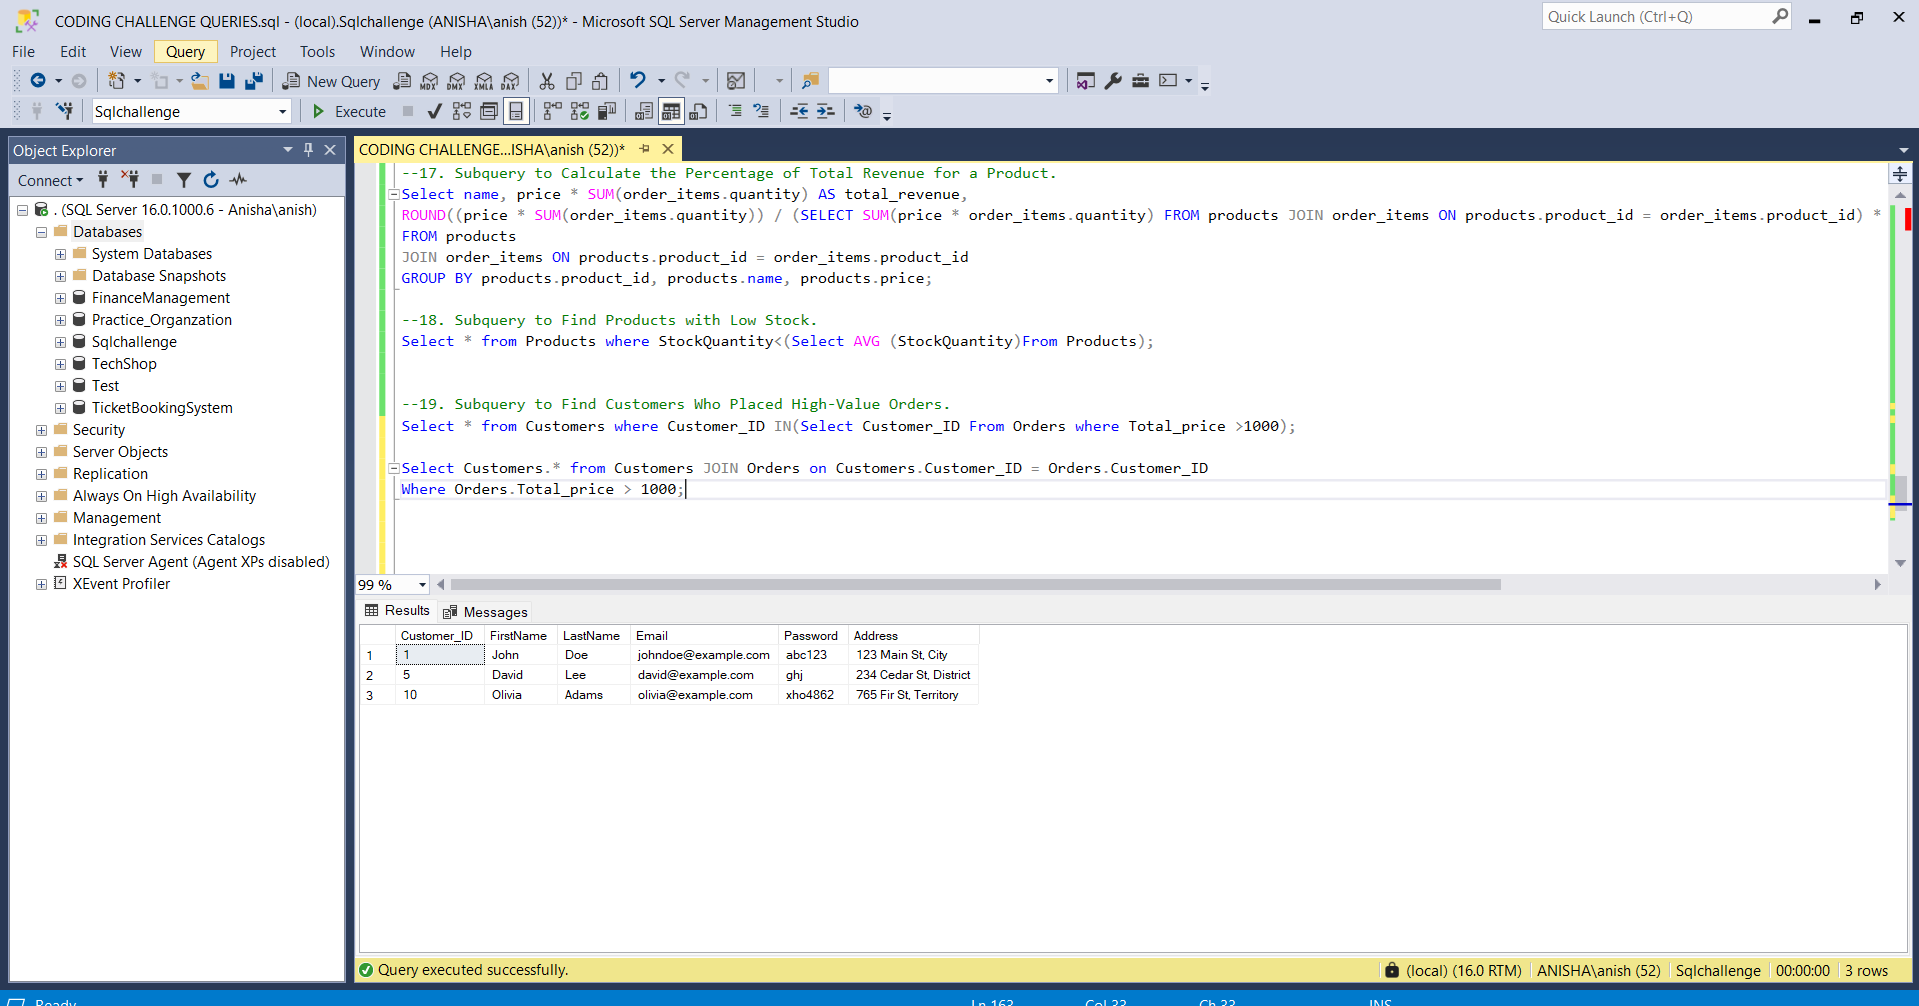 CODING CHALLENGE QUERIES.sql - (local).Sqlchallenge (ANISHA\anish (52))* - Microsoft SQL Server Management Studio
Quick Launch (Ctrl+Q)
File Edit View Query Project Tools Window Help
New Query MDX DMX XMLA DAX
Sqlchallenge Execute
Object Explorer
Connect
. (SQL Server 16.0.1000.6 - Anisha\anish)
Databases
System Databases
Database Snapshots
FinanceManagement
Practice_Organzation
Sqlchallenge
TechShop
Test
TicketBookingSystem
Security
Server Objects
Replication
Always On High Availability
Management
Integration Services Catalogs
SQL Server Agent (Agent XPs disabled)
XEvent Profiler
CODING CHALLENGE...ISHA\anish (52))*
--17. Subquery to Calculate the Percentage of Total Revenue for a Product.
Select name, price * SUM(order_items.quantity) AS total_revenue,
ROUND((price * SUM(order_items.quantity)) / (SELECT SUM(price * order_items.quantity) FROM products JOIN order_items ON products.product_id = order_items.product_id) *
FROM products
JOIN order_items ON products.product_id = order_items.product_id
GROUP BY products.product_id, products.name, products.price;
--18. Subquery to Find Products with Low Stock.
Select * from Products where StockQuantity<(Select AVG (StockQuantity)From Products);
--19. Subquery to Find Customers Who Placed High-Value Orders.
Select * from Customers where Customer_ID IN(Select Customer_ID From Orders where Total_price >1000);
Select Customers.* from Customers JOIN Orders on Customers.Customer_ID = Orders.Customer_ID
Where Orders.Total_price > 1000;
99 %
Results Messages
Customer_ID FirstName LastName Email Password Address
1 1 John Doe johndoe@example.com abc123 123 Main St, City
2 5 David Lee david@example.com ghj 234 Cedar St, District
3 10 Olivia Adams olivia@example.com xho4862 765 Fir St, Territory
Query executed successfully. (local) (16.0 RTM) ANISHA\anish (52) Sqlchallenge 00:00:00 3 rows
Ready Ln 163 Col 33 Ch 33 INS